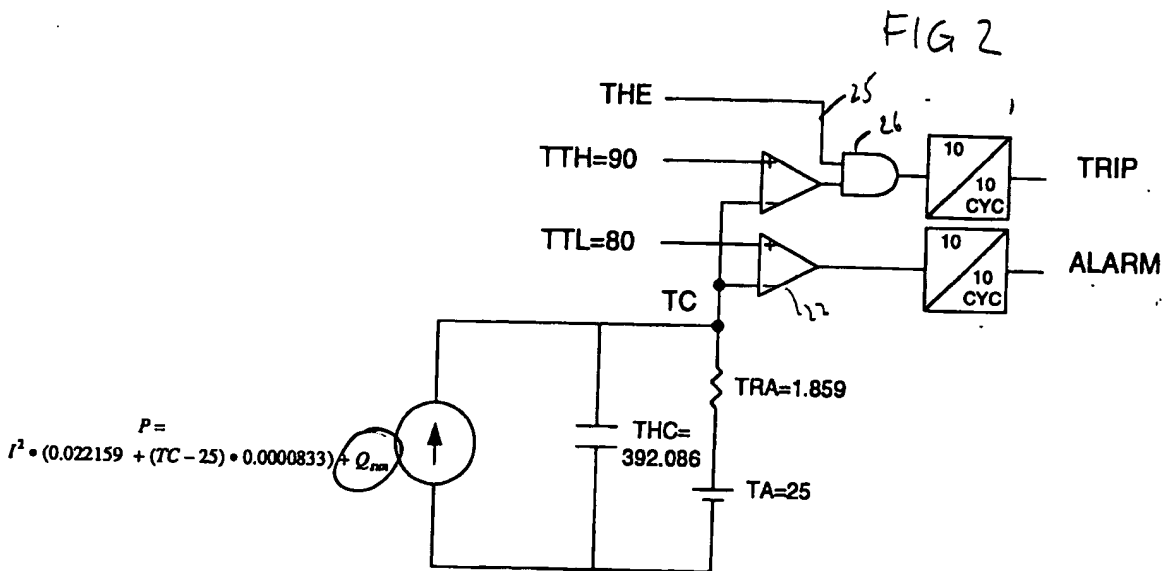 FIG 2
THE
25
26
TTH=90
10
10
CYC
TRIP
+
−
TTL=80
10
10
CYC
ALARM
+
−
22
TC
TRA=1.859
THC=
392.086
TA=25
P =
I² • (0.022159 + (TC − 25) • 0.0000833) + Qsun